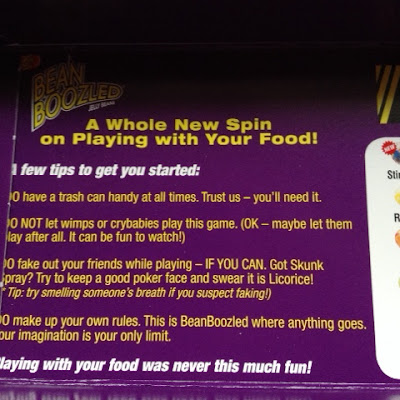 BEAN
BOOZLED
A Whole New Spin
on Playing with Your Food!
A few tips to get you started:
DO have a trash can handy at all times. Trust us – you'll need it.
DO NOT let wimps or crybabies play this game. (OK – maybe let them
play after all. It can be fun to watch!)
DO fake out your friends while playing – IF YOU CAN. Got Skunk
Spray? Try to keep a good poker face and swear it is Licorice!
Tip: try smelling someone's breath if you suspect faking!)
DO make up your own rules. This is BeanBoozled where anything goes.
our imagination is your only limit.
Playing with your food was never this much fun!
NEW
Sti
R